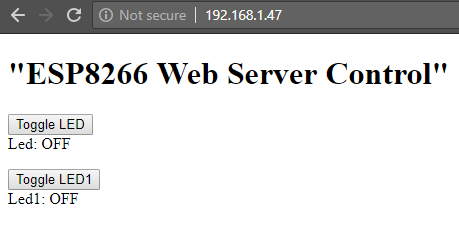 Not secure 192.168.1.47
"ESP8266 Web Server Control"
Toggle LED
Led: OFF
Toggle LED1
Led1: OFF